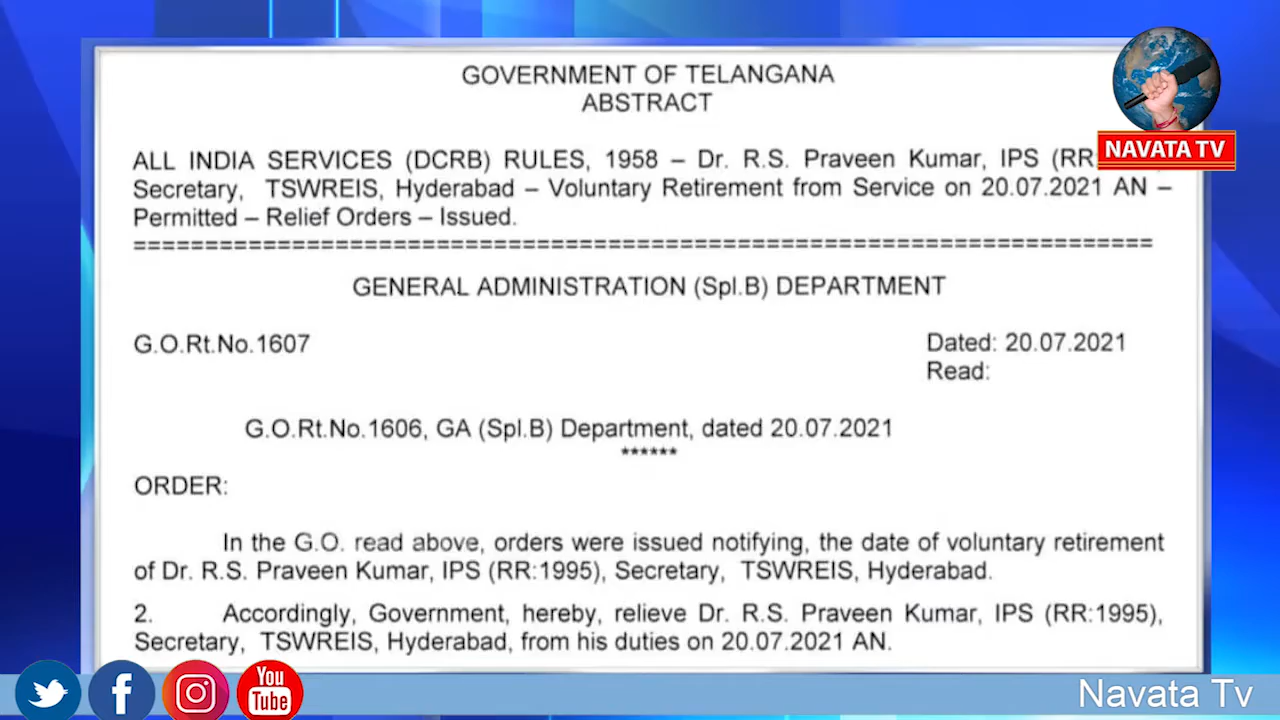 GOVERNMENT OF TELANGANA
ABSTRACT
NAVATA TV
ALL INDIA SERVICES (DCRB) RULES, 1958 – Dr. R.S. Praveen Kumar, IPS (RR
Secretary, TSWREIS, Hyderabad – Voluntary Retirement from Service on 20.07.2021 AN –
Permitted – Relief Orders – Issued.
=======================================================================
GENERAL ADMINISTRATION (Spl.B) DEPARTMENT
G.O.Rt.No.1607 Dated: 20.07.2021
Read:
G.O.Rt.No.1606, GA (Spl.B) Department, dated 20.07.2021
******
ORDER:
In the G.O. read above, orders were issued notifying, the date of voluntary retirement
of Dr. R.S. Praveen Kumar, IPS (RR:1995), Secretary, TSWREIS, Hyderabad.
2. Accordingly, Government, hereby, relieve Dr. R.S. Praveen Kumar, IPS (RR:1995),
Secretary, TSWREIS, Hyderabad, from his duties on 20.07.2021 AN.
You
Tube
Navata Tv